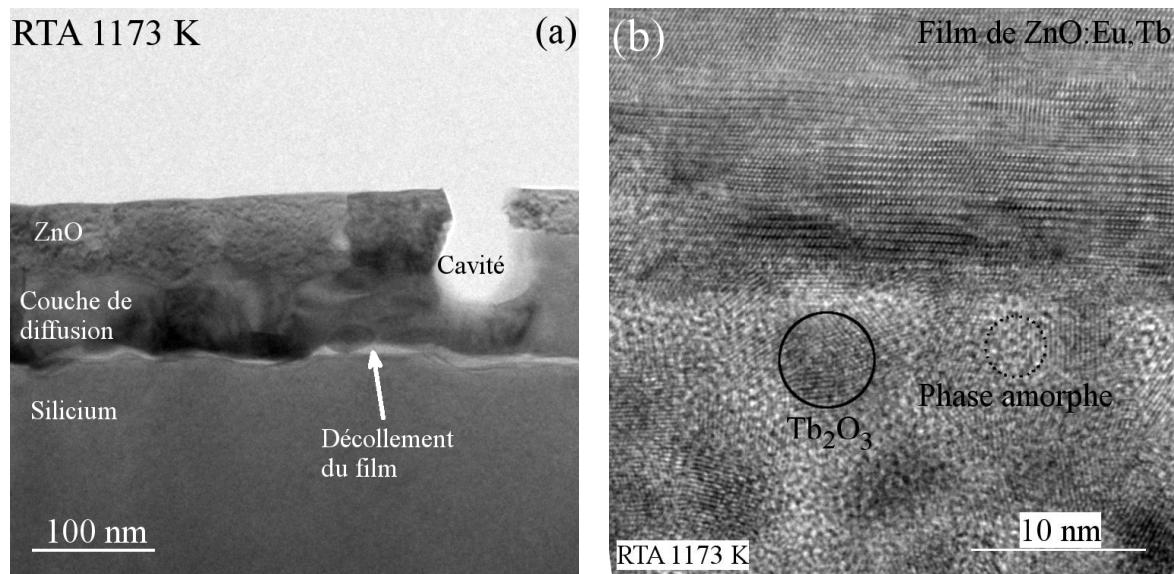 RTA 1173 K
(a)
ZnO
Cavité
Couche de
diffusion
Silicium
Décollement
du film
100 nm
(b)
Film de ZnO:Eu,Tb
Phase amorphe
Tb₂O₃
10 nm
RTA 1173 K